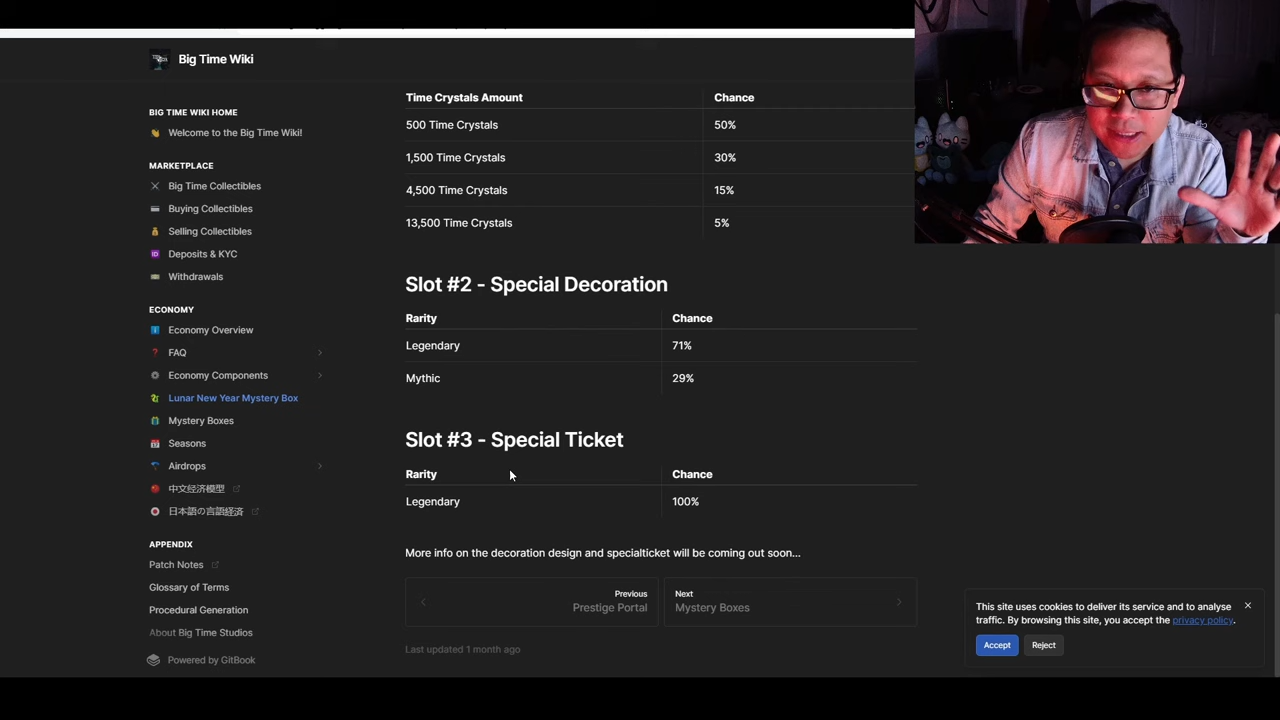 Big Time Wiki
BIG TIME WIKI HOME
Welcome to the Big Time Wiki!
MARKETPLACE
Big Time Collectibles
Buying Collectibles
Selling Collectibles
Deposits & KYC
Withdrawals
ECONOMY
Economy Overview
FAQ
Economy Components
Lunar New Year Mystery Box
Mystery Boxes
Seasons
Airdrops
中文经济模型
日本語の言語経済
APPENDIX
Patch Notes
Glossary of Terms
Procedural Generation
About Big Time Studios
Powered by GitBook
Time Crystals Amount Chance
500 Time Crystals 50%
1,500 Time Crystals 30%
4,500 Time Crystals 15%
13,500 Time Crystals 5%
Slot #2 - Special Decoration
Rarity Chance
Legendary 71%
Mythic 29%
Slot #3 - Special Ticket
Rarity Chance
Legendary 100%
More info on the decoration design and specialticket will be coming out soon...
Previous
Prestige Portal
Next
Mystery Boxes
Last updated 1 month ago
This site uses cookies to deliver its service and to analyse
traffic. By browsing this site, you accept the privacy policy.
Accept Reject